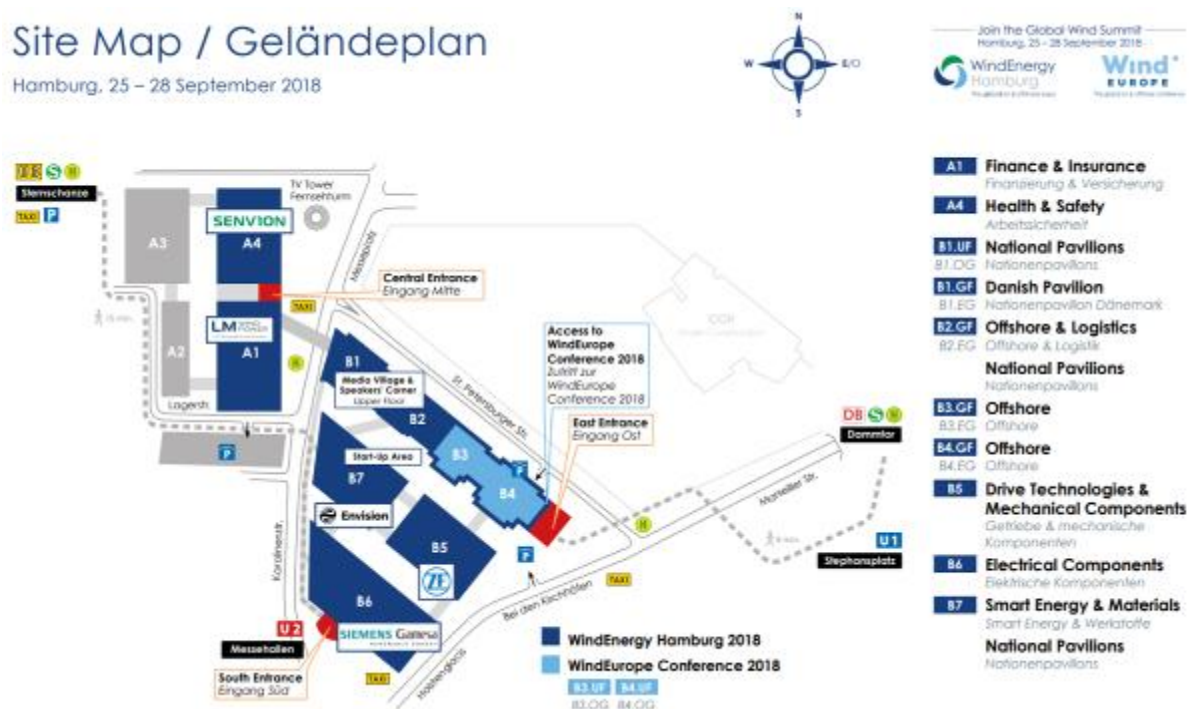 Site Map / Geländeplan
Hamburg, 25 – 28 September 2018
N
W
E/O
S
Join the Global Wind Summit
Hamburg, 25 - 28 September 2018
WindEnergy
Hamburg
Wind
EUROPE
DB S H
Sternschanze
TAXI P
TV Tower
Fernsehturm
SENVION
A3
A4
Messeplatz
Central Entrance
Eingang Mitte
TAXI
LM
A2
A1
H
Lagerstr.
P
CCH
Access to
WindEurope
Conference 2018
Zutritt zur
WindEurope
Conference 2018
B1
Media Village &
Speakers' Corner
Upper Floor
St. Petersburger Str.
B2
East Entrance
Eingang Ost
DB S H
Dammtor
Start-Up Area
B3
P
B7
B4
Marseiller Str.
Envision
H
B5
P
U1
Stephansplatz
ZF
TAXI
Karolinenstr.
Bei den Kirchhöfen
B6
U2
Messehallen
SIEMENS Gamesa
RENEWABLE ENERGY
South Entrance
Eingang Süd
TAXI
Holstenglacis
WindEnergy Hamburg 2018
WindEurope Conference 2018
B3.UF B4.UF
B3.OG B4.OG
A1 Finance & Insurance
Finanzierung & Versicherung
A4 Health & Safety
Arbeitssicherheit
B1.UF National Pavilions
B1.OG Nationenpavillons
B1.GF Danish Pavilion
B1.EG Nationenpavillon Dänemark
B2.GF Offshore & Logistics
B2.EG Offshore & Logistik
National Pavilions
Nationenpavillons
B3.GF Offshore
B3.EG Offshore
B4.GF Offshore
B4.EG Offshore
B5 Drive Technologies &
Mechanical Components
Getriebe & mechanische
Komponenten
B6 Electrical Components
Elektrische Komponenten
B7 Smart Energy & Materials
Smart Energy & Werkstoffe
National Pavilions
Nationenpavillons